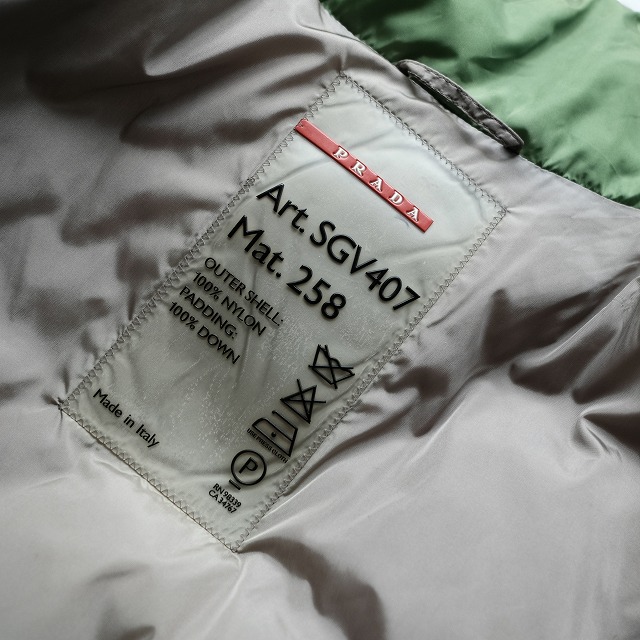 PRADA
Art. SGV407
Mat. 258
OUTER SHELL:
100% NYLON
PADDING:
100% DOWN
P
Made in Italy